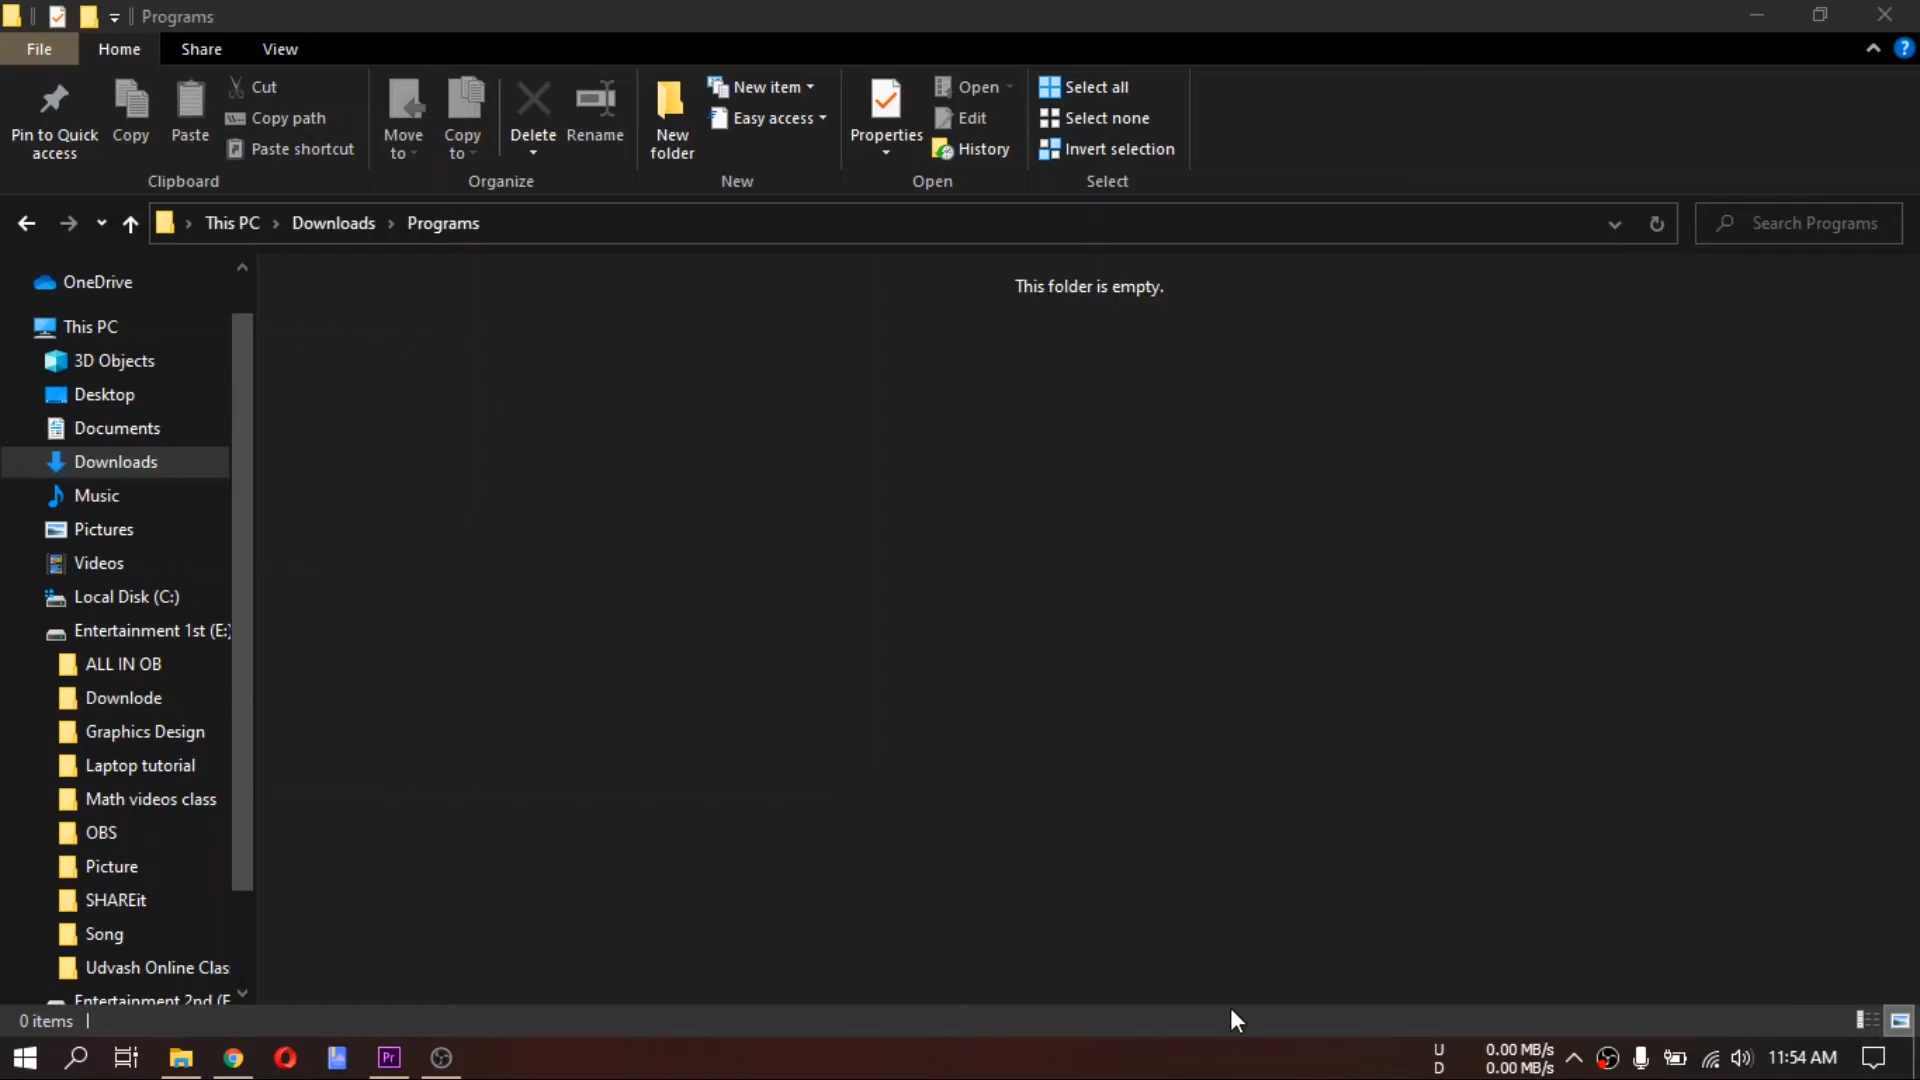 Programs
File Home Share View
Pin to Quick access
Copy
Paste
Cut
Copy path
Paste shortcut
Clipboard
Move to
Copy to
Delete
Rename
Organize
New folder
New item
Easy access
New
Properties
Open
Edit
History
Open
Select all
Select none
Invert selection
Select
This PC › Downloads › Programs
Search Programs
This folder is empty.
OneDrive
This PC
3D Objects
Desktop
Documents
Downloads
Music
Pictures
Videos
Local Disk (C:)
Entertainment 1st (E:)
ALL IN OB
Downlode
Graphics Design
Laptop tutorial
Math videos class
OBS
Picture
SHAREit
Song
Udvash Online Clas
Entertainment 2nd (F
0 items
Pr
U 0.00 MB/s
D 0.00 MB/s
11:54 AM